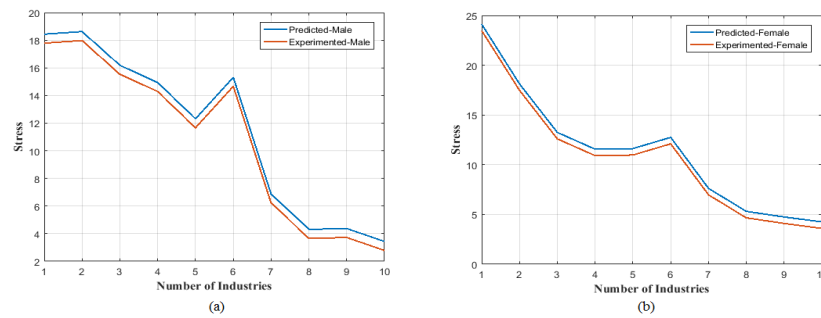 20
18
16
14
12
10
8
6
4
2
Stress
Predicted-Male
Experimented-Male
1 2 3 4 5 6 7 8 9 10
Number of Industries
(a)
25
20
15
10
5
0
Stress
Predicted-Female
Experimented-Female
1 2 3 4 5 6 7 8 9
Number of Industries
(b)